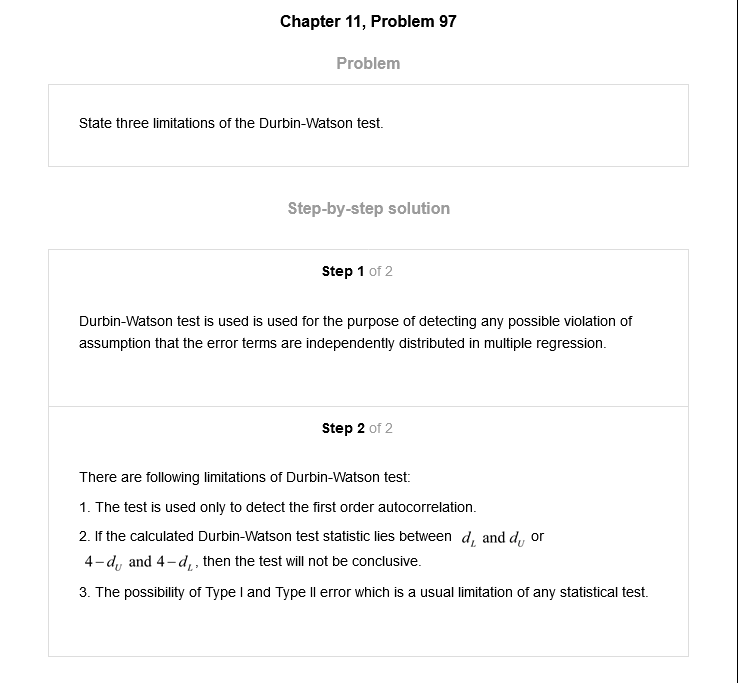 Chapter 11, Problem 97
Problem
State three limitations of the Durbin-Watson test.
Step-by-step solution
Step 1 of 2
Durbin-Watson test is used is used for the purpose of detecting any possible violation of
assumption that the error terms are independently distributed in multiple regression.
Step 2 of 2
There are following limitations of Durbin-Watson test:
1. The test is used only to detect the first order autocorrelation.
2. If the calculated Durbin-Watson test statistic lies between d_L and d_U or
4−d_U and 4−d_L, then the test will not be conclusive.
3. The possibility of Type I and Type II error which is a usual limitation of any statistical test.